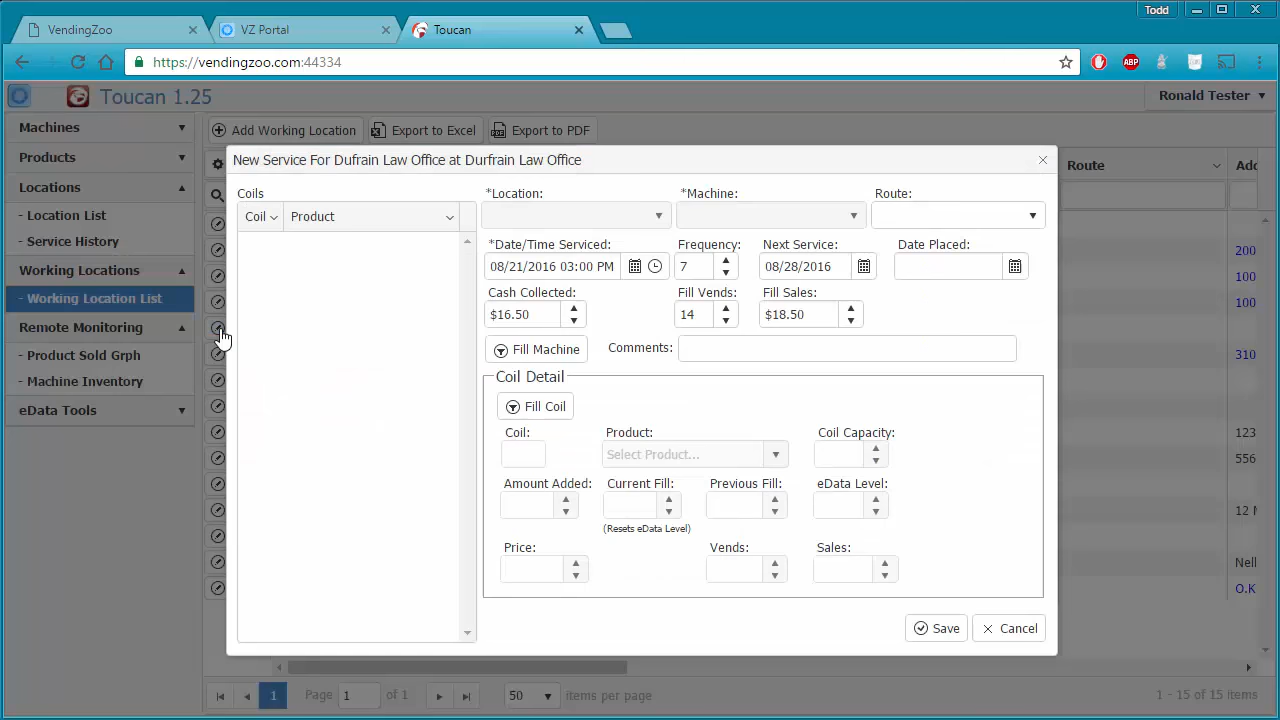 Todd
VendingZoo
VZ Portal
Toucan
https://vendingzoo.com:44334
ABP
Toucan 1.25
Ronald Tester
Machines
Products
Locations
- Location List
- Service History
Working Locations
- Working Location List
Remote Monitoring
- Product Sold Grph
- Machine Inventory
eData Tools
Add Working Location
Export to Excel
Export to PDF
Route
Add
200
100
100
310
123
556
Nell
O.K
New Service For Dufrain Law Office at Durfrain Law Office
Coils
Coil
Product
*Location:
*Machine:
Route:
*Date/Time Serviced:
Frequency:
Next Service:
Date Placed:
08/21/2016 03:00 PM
7
08/28/2016
Cash Collected:
Fill Vends:
Fill Sales:
$16.50
14
$18.50
Fill Machine
Comments:
Coil Detail
Fill Coil
Coil:
Product:
Coil Capacity:
Select Product...
Amount Added:
Current Fill:
Previous Fill:
eData Level:
(Resets eData Level)
Price:
Vends:
Sales:
Save
Cancel
1
Page
1
of 1
50
items per page
1 - 15 of 15 items